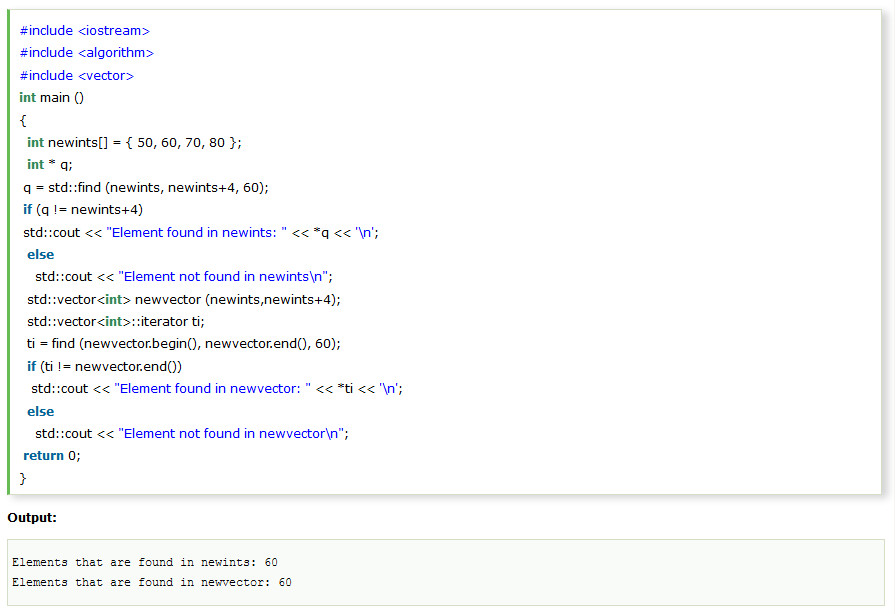 #include <iostream>
#include <algorithm>
#include <vector>
int main ()
{
int newints[] = { 50, 60, 70, 80 };
int * q;
q = std::find (newints, newints+4, 60);
if (q != newints+4)
std::cout << "Element found in newints: " << *q << '\n';
else
std::cout << "Element not found in newints\n";
std::vector<int> newvector (newints,newints+4);
std::vector<int>::iterator ti;
ti = find (newvector.begin(), newvector.end(), 60);
if (ti != newvector.end())
std::cout << "Element found in newvector: " << *ti << '\n';
else
std::cout << "Element not found in newvector\n";
return 0;
}
Output:
Elements that are found in newints: 60
Elements that are found in newvector: 60